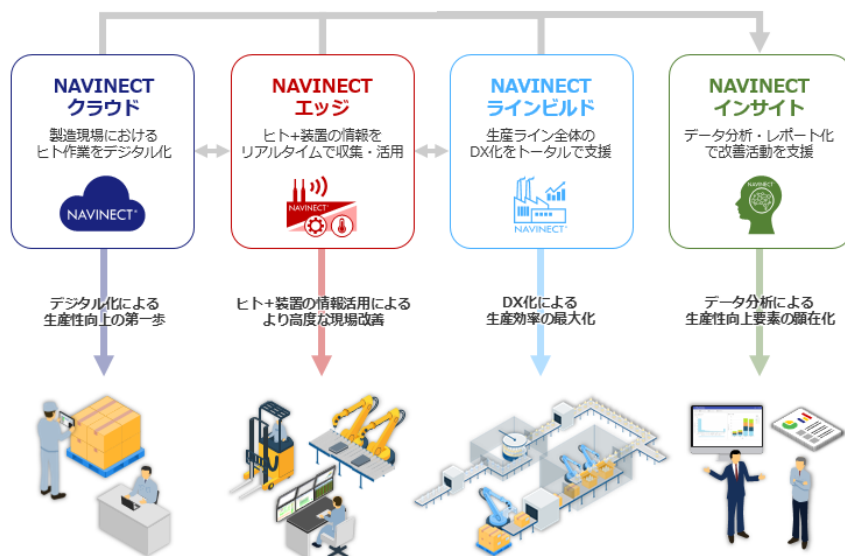 NAVINECT
クラウド
製造現場における
ヒト作業をデジタル化
NAVINECT
デジタル化による
生産性向上の第一歩
NAVINECT
エッジ
ヒト+装置の情報を
リアルタイムで収集・活用
NAVINECT
ヒト+装置の情報活用による
より高度な現場改善
NAVINECT
ラインビルド
生産ライン全体の
DX化をトータルで支援
NAVINECT
DX化による
生産効率の最大化
NAVINECT
インサイト
データ分析・レポート化
で改善活動を支援
NAVINECT
データ分析による
生産性向上要素の顕在化